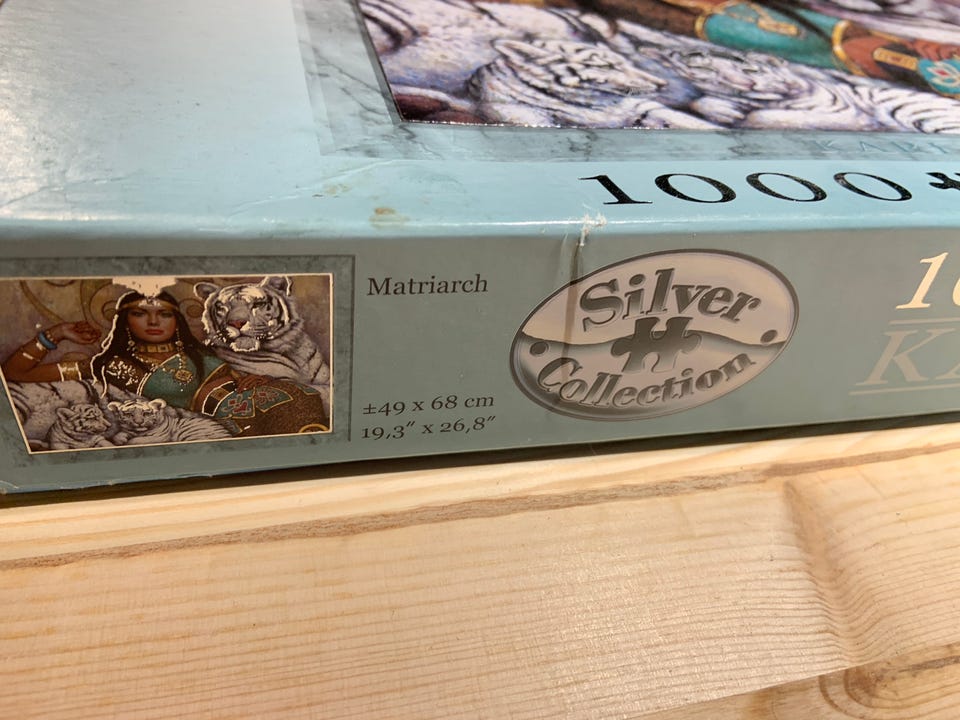 1000
Matriarch
±49 x 68 cm
19,3″ x 26,8″
Silver
Collection